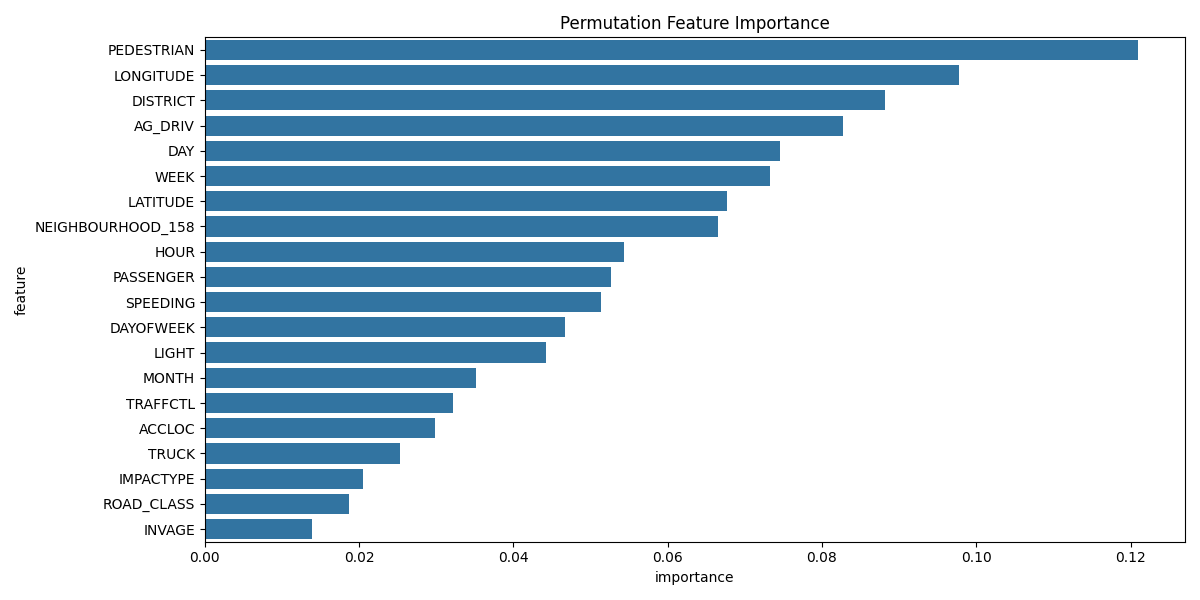 Permutation Feature Importance
PEDESTRIAN
LONGITUDE
DISTRICT
AG_DRIV
DAY
WEEK
LATITUDE
NEIGHBOURHOOD_158
HOUR
PASSENGER
SPEEDING
DAYOFWEEK
LIGHT
MONTH
TRAFFCTL
ACCLOC
TRUCK
IMPACTYPE
ROAD_CLASS
INVAGE
feature
0.00 0.02 0.04 0.06 0.08 0.10 0.12
importance